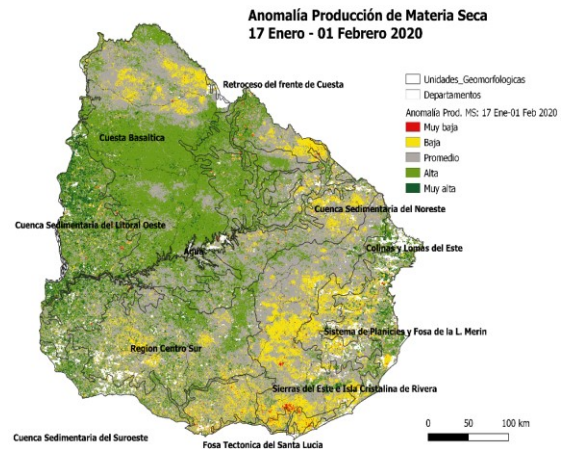 Anomalía Producción de Materia Seca
17 Enero - 01 Febrero 2020
Retroceso del frente de Cuesta
Unidades_Geomorfologicas
Departamentos
Anomalía Prod. MS: 17 Ene-01 Feb 2020
Muy baja
Baja
Promedio
Alta
Muy alta
Cuesta Basaltica
Cuenca Sedimentaria del Noreste
Cuenca Sedimentaria del Litoral Oeste
Agua
Colinas y Lomas del Este
Sistema de Planicies y Fosa de la L. Merin
Region Centro Sur
Sierras del Este e Isla Cristalina de Rivera
Cuenca Sedimentaria del Suroeste
Fosa Tectonica del Santa Lucia
0 50 100 km